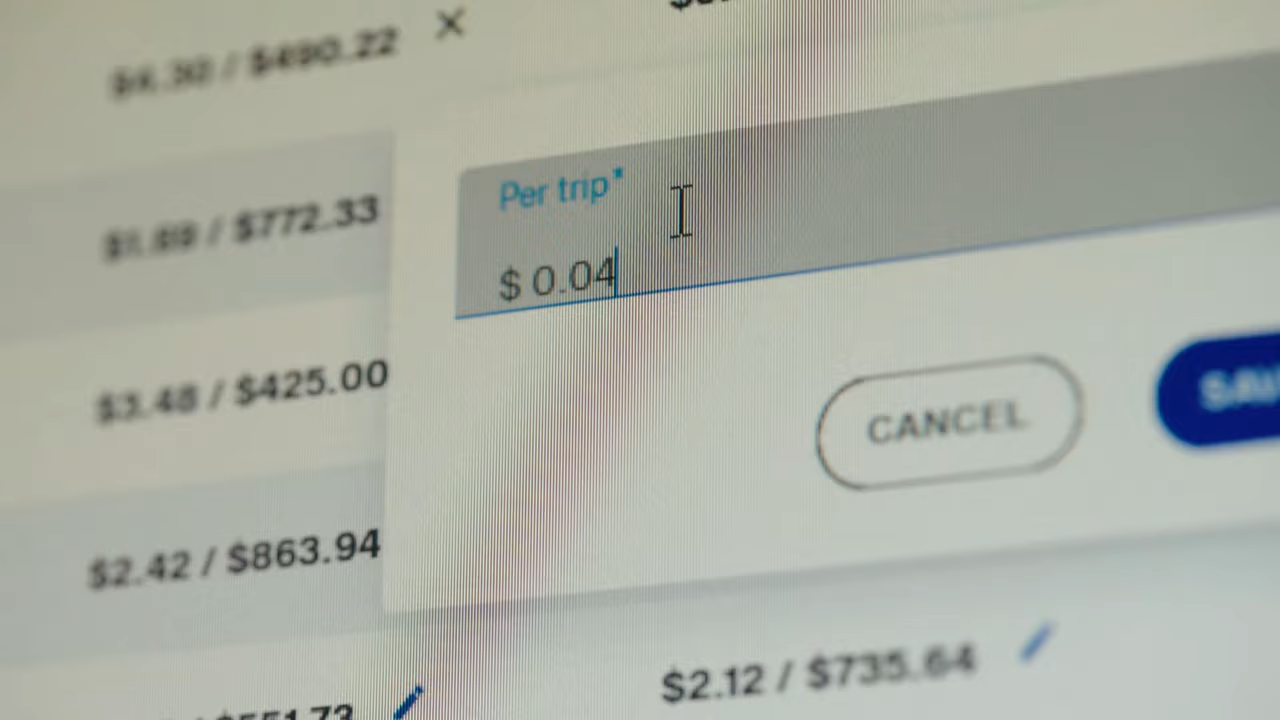 $4.30 / $490.22 ×
Per trip*
$1.69 / $772.33
$ 0.04
$3.48 / $425.00
CANCEL
$2.42 / $863.94
$2.12 / $735.64